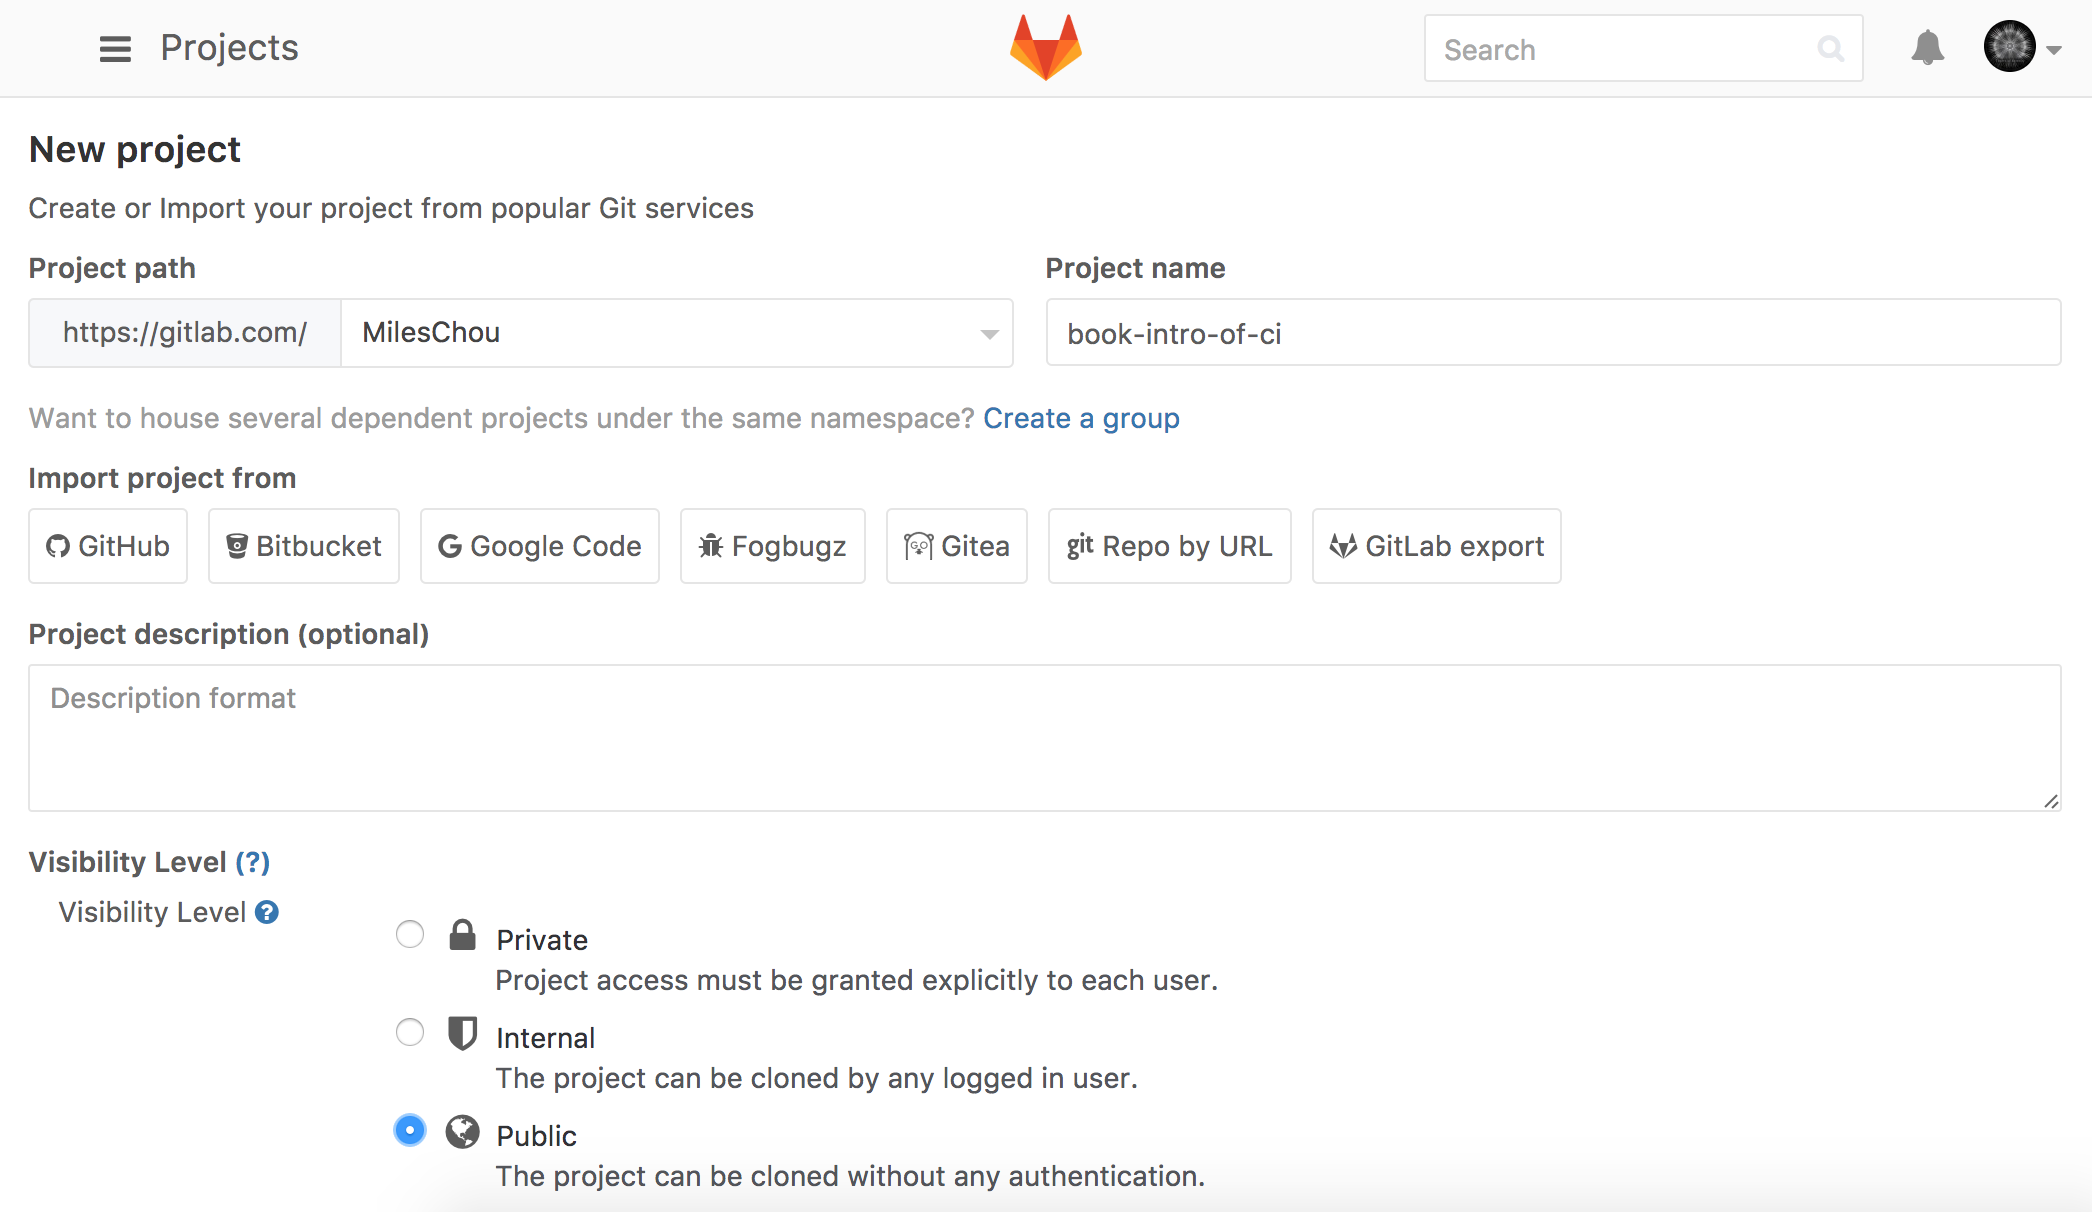 Projects
Search
New project
Create or Import your project from popular Git services
Project path
Project name
https://gitlab.com/
MilesChou
book-intro-of-ci
Want to house several dependent projects under the same namespace? Create a group
Import project from
GitHub
Bitbucket
Google Code
Fogbugz
GO Gitea
git Repo by URL
GitLab export
Project description (optional)
Description format
Visibility Level (?)
Visibility Level ?
Private
Project access must be granted explicitly to each user.
Internal
The project can be cloned by any logged in user.
Public
The project can be cloned without any authentication.